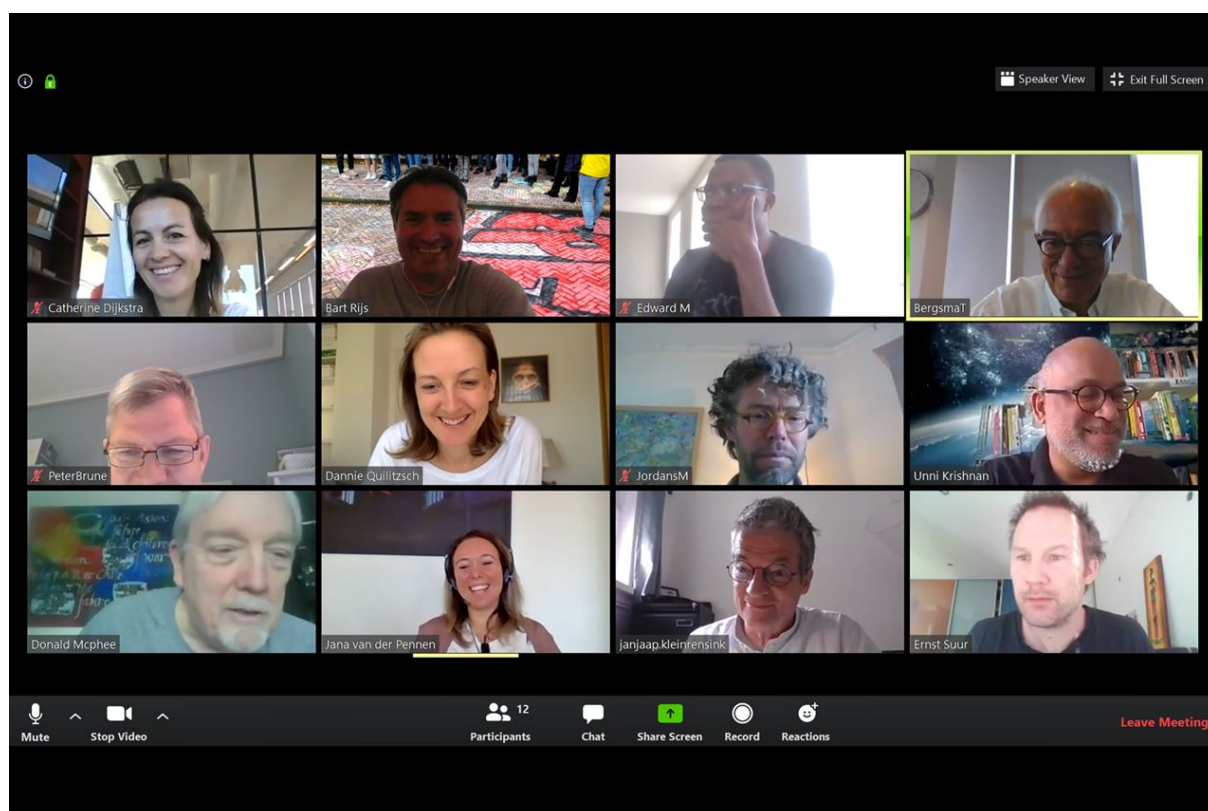 Speaker View
Exit Full Screen
Catherine Dijkstra
Bart Rijs
Edward M
BergsmaT
PeterBrune
Dannie Quilitzsch
JordansM
Unni Krishnan
Donald Mcphee
Jana van der Pennen
janjaap.kleinrensink
Ernst Suur
12
Mute
Stop Video
Participants
Chat
Share Screen
Record
Reactions
Leave Meeting